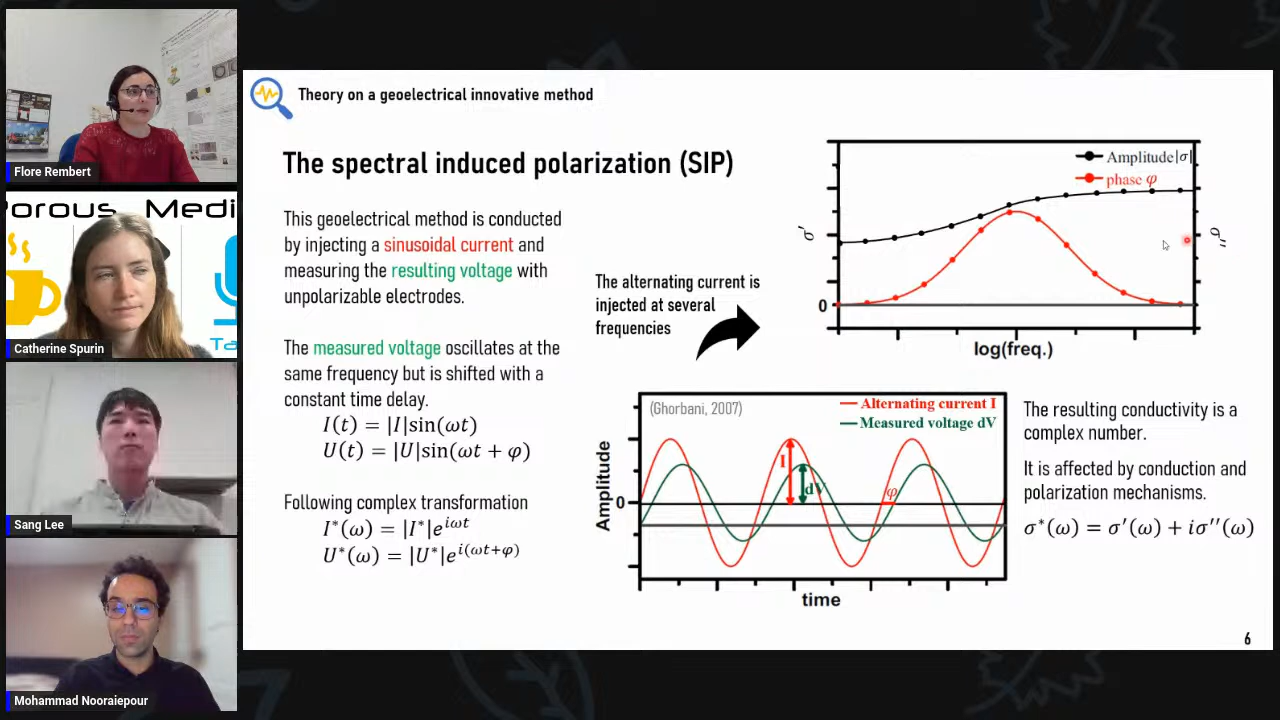 Flore Rembert
Porous Medi
Ta
Catherine Spurin
Sang Lee
Mohammad Nooraiepour
Theory on a geoelectrical innovative method
The spectral induced polarization (SIP)
This geoelectrical method is conducted
by injecting a sinusoidal current and
measuring the resulting voltage with
unpolarizable electrodes.
The measured voltage oscillates at the
same frequency but is shifted with a
constant time delay.
I(t) = |I|sin(ωt)
U(t) = |U|sin(ωt + φ)
Following complex transformation
I*(ω) = |I*|e^{iωt}
U*(ω) = |U*|e^{i(ωt+φ)}
The alternating current is
injected at several
frequencies
Amplitude|σ|
phase φ
σ'
σ''
0
log(freq.)
(Ghorbani, 2007)
Alternating current I
Measured voltage dV
Amplitude
0
I
dV
φ
time
The resulting conductivity is a
complex number.
It is affected by conduction and
polarization mechanisms.
σ*(ω) = σ'(ω) + iσ''(ω)
6